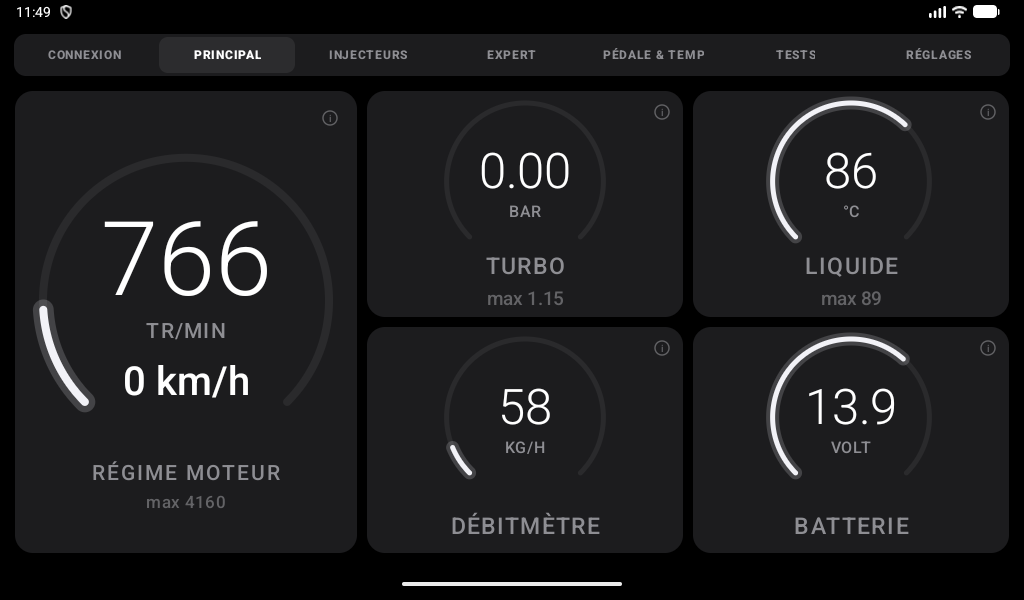 11:49
CONNEXION PRINCIPAL INJECTEURS EXPERT PÉDALE & TEMP TESTS RÉGLAGES
766
TR/MIN
0 km/h
RÉGIME MOTEUR
max 4160
0.00
BAR
TURBO
max 1.15
86
°C
LIQUIDE
max 89
58
KG/H
DÉBITMÈTRE
13.9
VOLT
BATTERIE